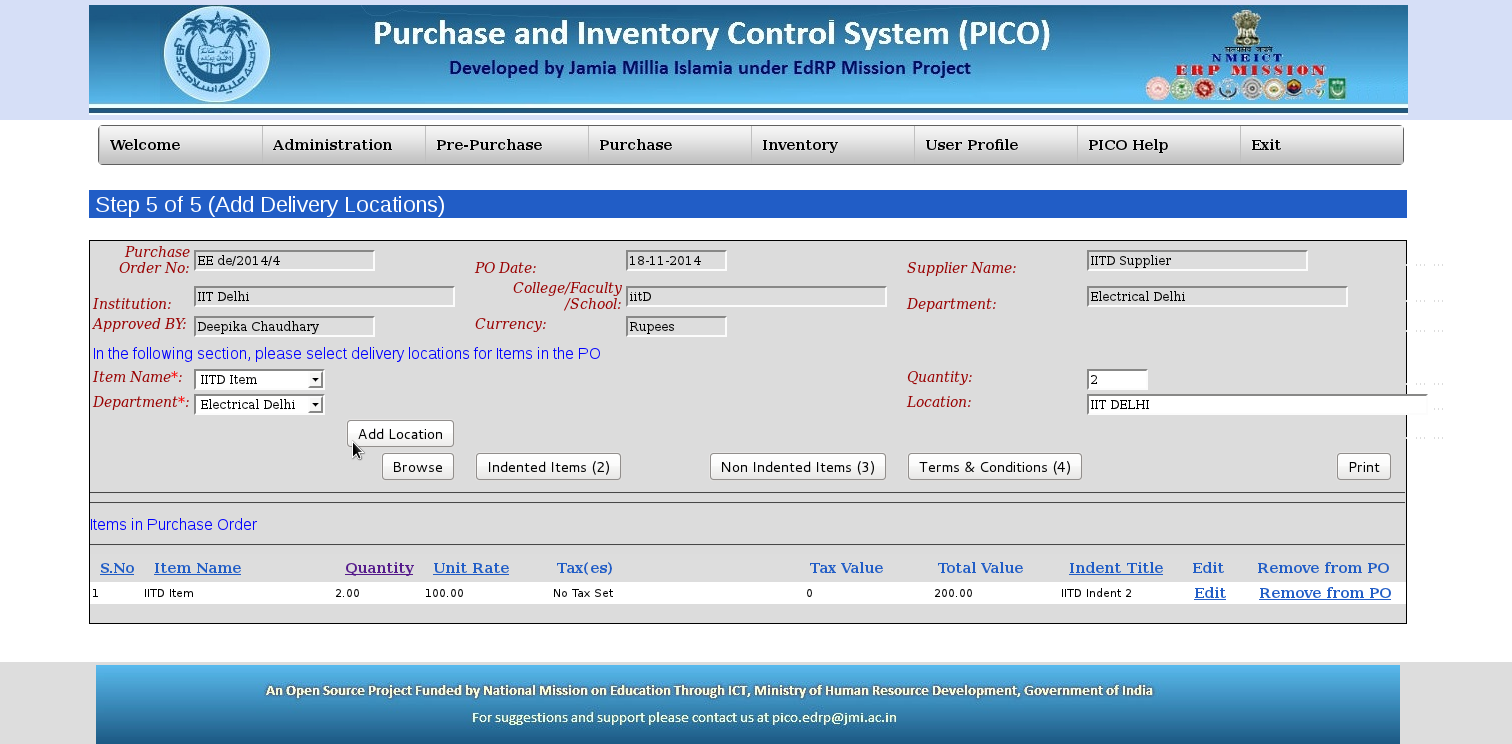 Purchase and Inventory Control System (PICO)
Developed by Jamia Millia Islamia under EdRP Mission Project
सत्यमेव जयते
NMEICT
ERP MISSION
Welcome Administration Pre-Purchase Purchase Inventory User Profile PICO Help Exit
Step 5 of 5 (Add Delivery Locations)
Purchase Order No: EE de/2014/4 PO Date: 18-11-2014 Supplier Name: IITD Supplier
Institution: IIT Delhi College/Faculty /School: iitD Department: Electrical Delhi
Approved BY: Deepika Chaudhary Currency: Rupees
In the following section, please select delivery locations for Items in the PO
Item Name*: IITD Item Quantity: 2
Department*: Electrical Delhi Location: IIT DELHI
Add Location
Browse Indented Items (2) Non Indented Items (3) Terms & Conditions (4) Print
Items in Purchase Order
S.No Item Name Quantity Unit Rate Tax(es) Tax Value Total Value Indent Title Edit Remove from PO
1 IITD Item 2.00 100.00 No Tax Set 0 200.00 IITD Indent 2 Edit Remove from PO
An Open Source Project Funded by National Mission on Education Through ICT, Ministry of Human Resource Development, Government of India
For suggestions and support please contact us at pico.edrp@jmi.ac.in